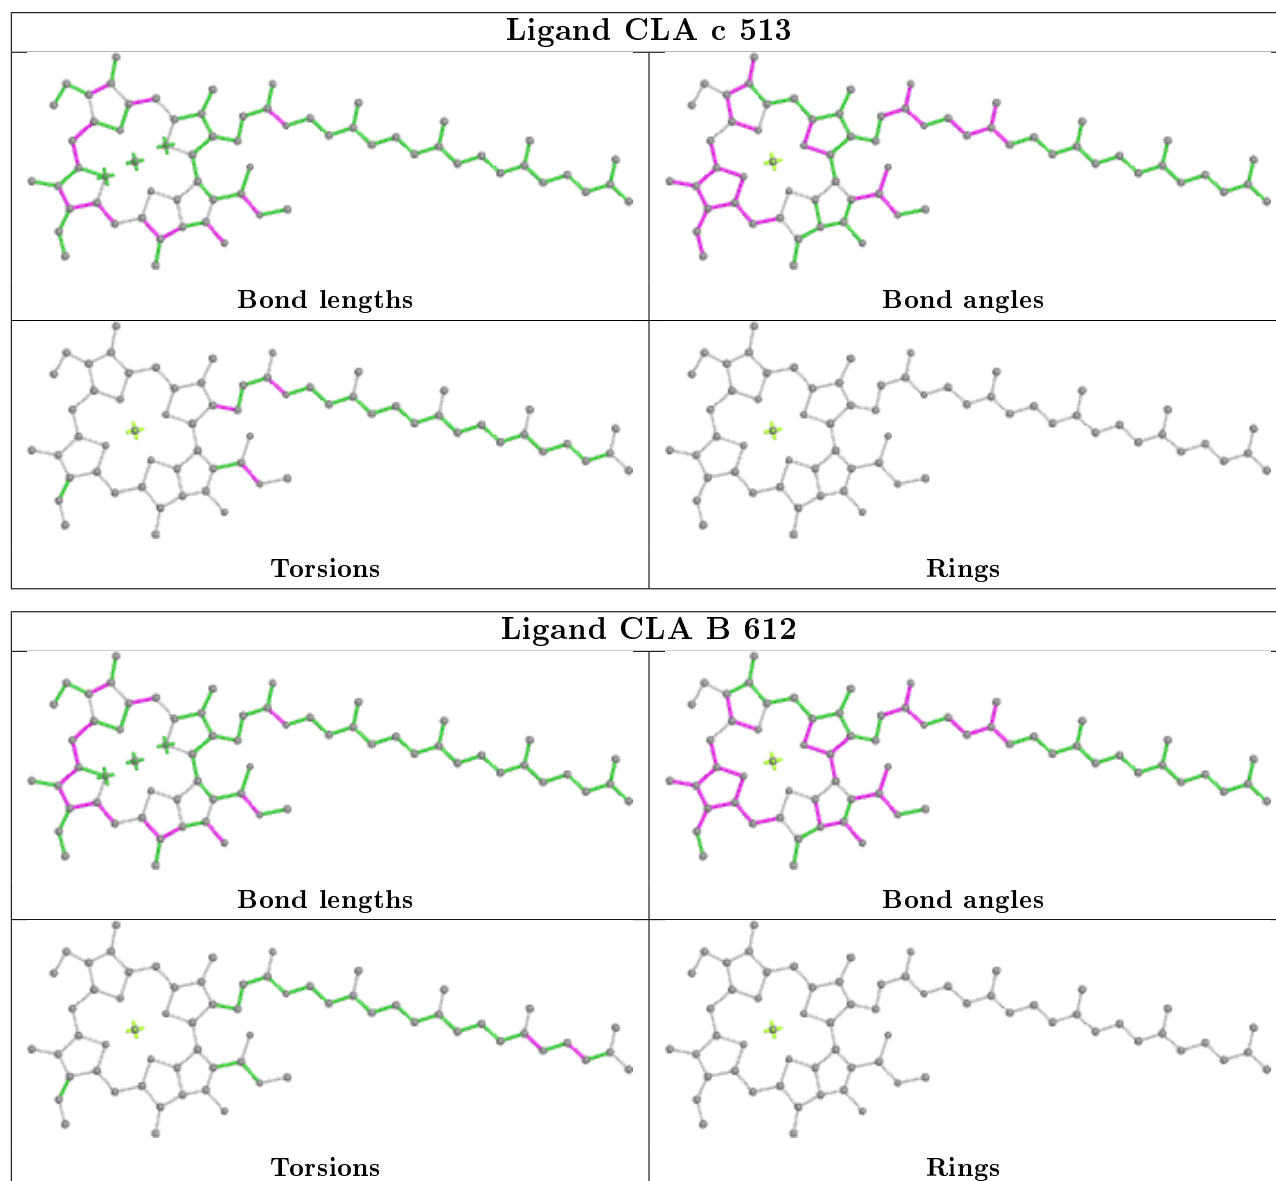 Ligand CLA c 513
Bond lengths
Bond angles
Torsions
Rings
Ligand CLA B 612
Bond lengths
Bond angles
Torsions
Rings